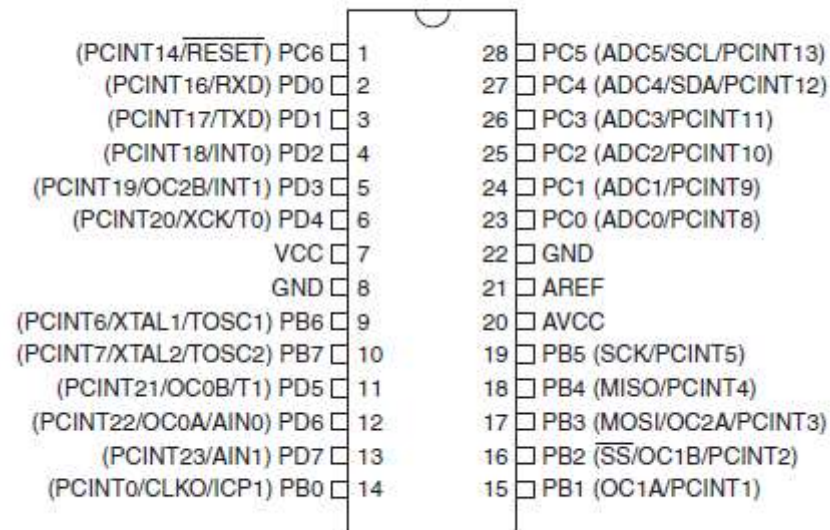 (PCINT14/RESET) PC6 1 28 PC5 (ADC5/SCL/PCINT13)
(PCINT16/RXD) PD0 2 27 PC4 (ADC4/SDA/PCINT12)
(PCINT17/TXD) PD1 3 26 PC3 (ADC3/PCINT11)
(PCINT18/INT0) PD2 4 25 PC2 (ADC2/PCINT10)
(PCINT19/OC2B/INT1) PD3 5 24 PC1 (ADC1/PCINT9)
(PCINT20/XCK/T0) PD4 6 23 PC0 (ADC0/PCINT8)
VCC 7 22 GND
GND 8 21 AREF
(PCINT6/XTAL1/TOSC1) PB6 9 20 AVCC
(PCINT7/XTAL2/TOSC2) PB7 10 19 PB5 (SCK/PCINT5)
(PCINT21/OC0B/T1) PD5 11 18 PB4 (MISO/PCINT4)
(PCINT22/OC0A/AIN0) PD6 12 17 PB3 (MOSI/OC2A/PCINT3)
(PCINT23/AIN1) PD7 13 16 PB2 (SS/OC1B/PCINT2)
(PCINT0/CLKO/ICP1) PB0 14 15 PB1 (OC1A/PCINT1)